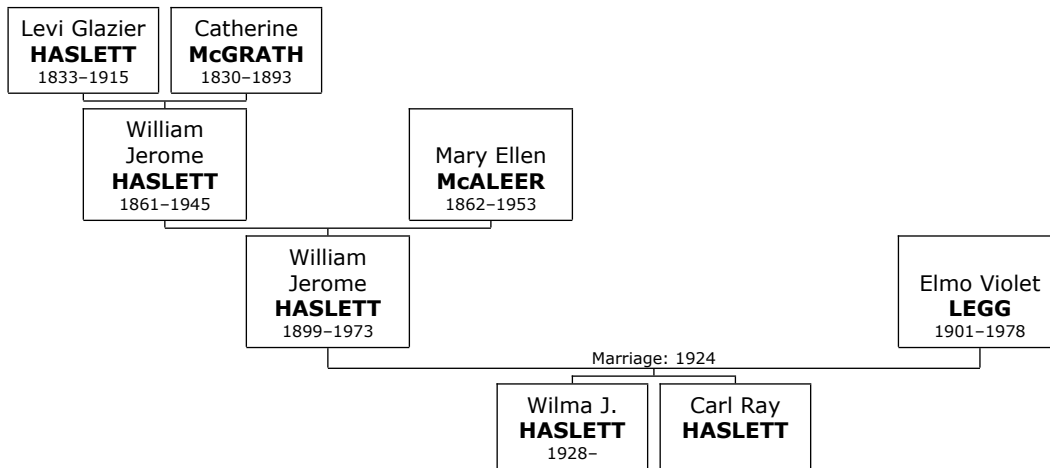 Levi Glazier
HASLETT
1833–1915
Catherine
McGRATH
1830–1893
William
Jerome
HASLETT
1861–1945
Mary Ellen
McALEER
1862–1953
William
Jerome
HASLETT
1899–1973
Elmo Violet
LEGG
1901–1978
Marriage: 1924
Wilma J.
HASLETT
1928–
Carl Ray
HASLETT